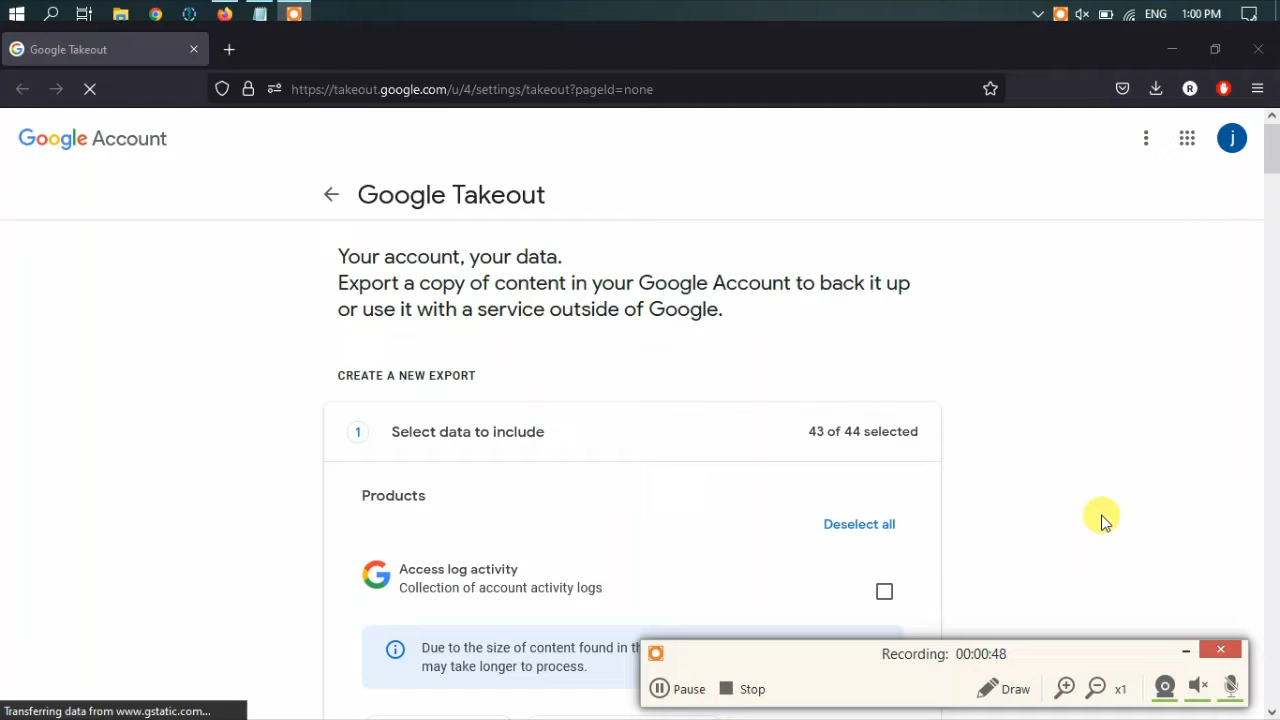 ENG 1:00 PM
Google Takeout
https://takeout.google.com/u/4/settings/takeout?pageId=none
R
Google Account
j
Google Takeout
Your account, your data.
Export a copy of content in your Google Account to back it up
or use it with a service outside of Google.
CREATE A NEW EXPORT
1 Select data to include 43 of 44 selected
Products
Deselect all
Access log activity
Collection of account activity logs
Due to the size of content found in th
may take longer to process.
Recording: 00:00:48
Pause Stop Draw x1
Transferring data from www.gstatic.com...